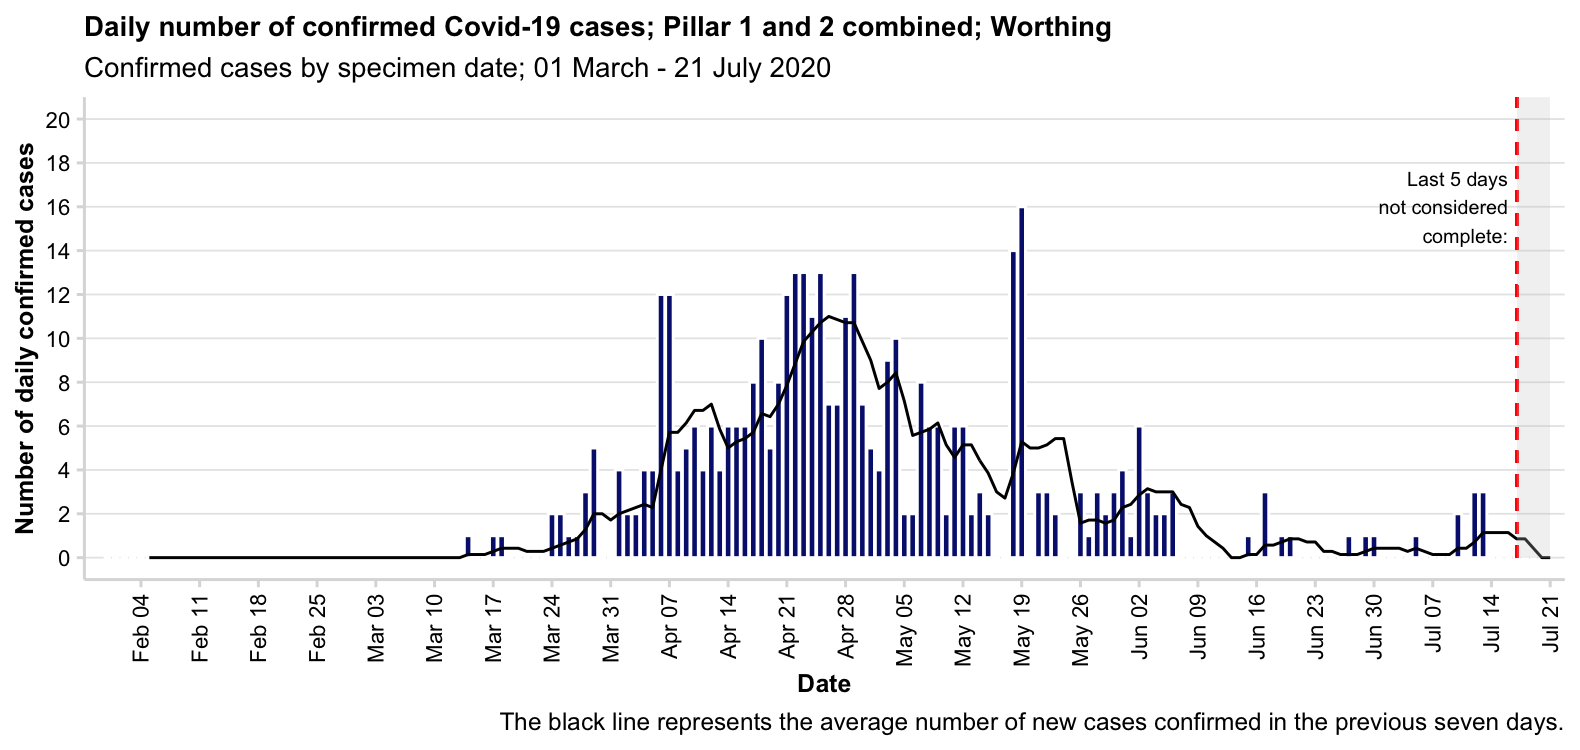 Daily number of confirmed Covid-19 cases; Pillar 1 and 2 combined; Worthing
Confirmed cases by specimen date; 01 March - 21 July 2020
Number of daily confirmed cases
20
18
16
14
12
10
8
6
4
2
0
Last 5 days
not considered
complete:
Feb 04
Feb 11
Feb 18
Feb 25
Mar 03
Mar 10
Mar 17
Mar 24
Mar 31
Apr 07
Apr 14
Apr 21
Apr 28
May 05
May 12
May 19
May 26
Jun 02
Jun 09
Jun 16
Jun 23
Jun 30
Jul 07
Jul 14
Jul 21
Date
The black line represents the average number of new cases confirmed in the previous seven days.